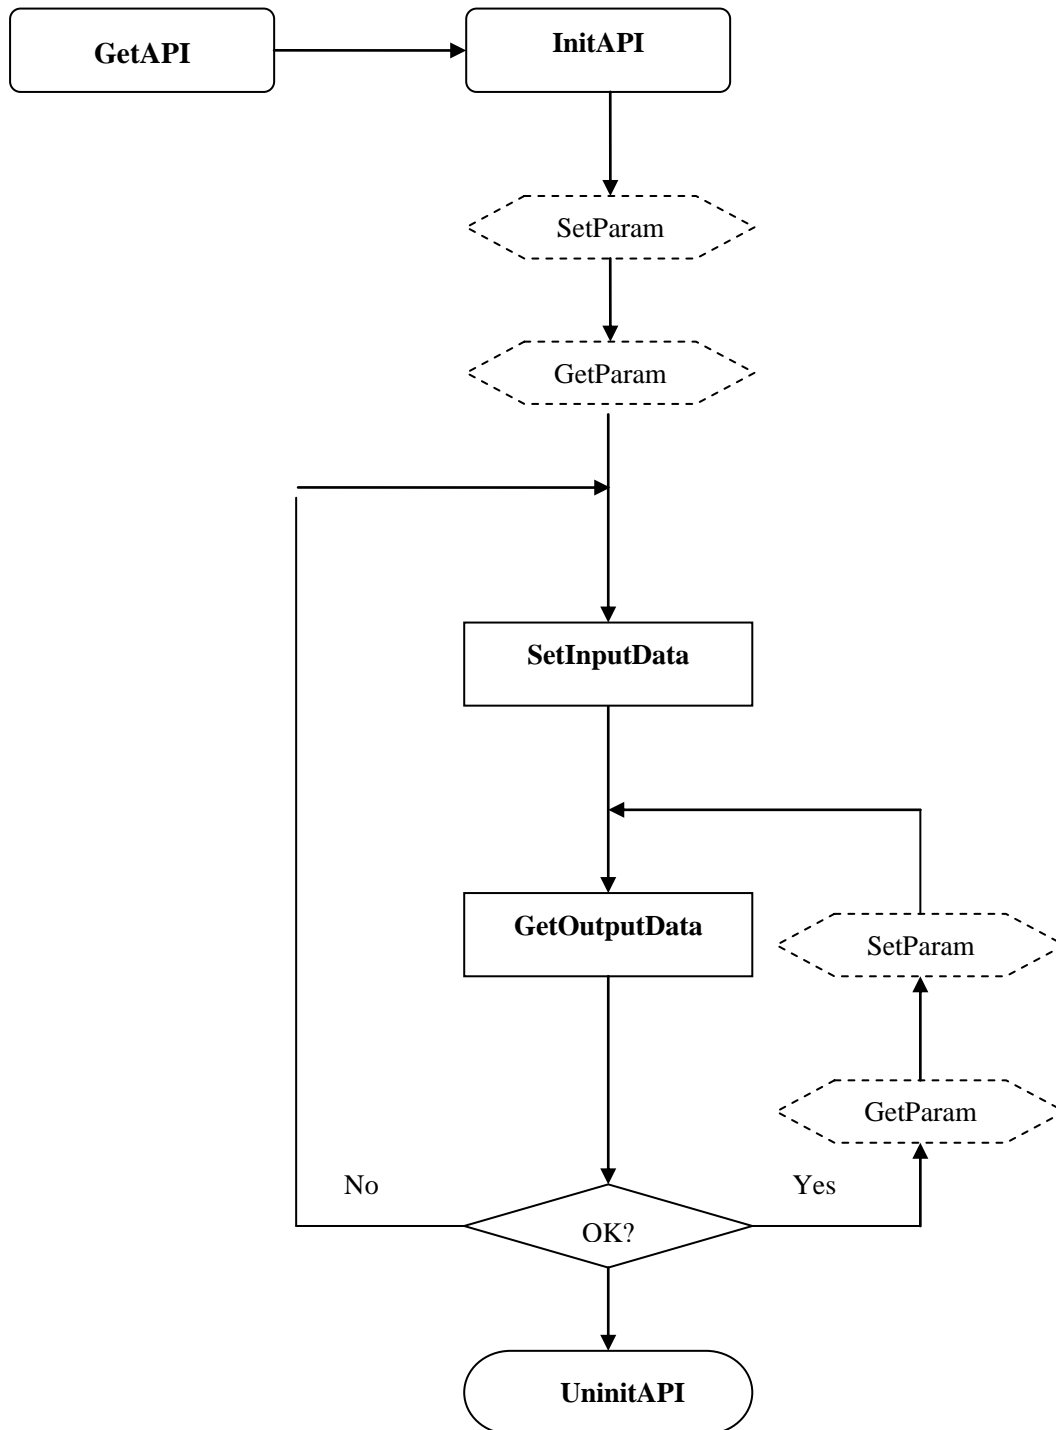 GetAPI
InitAPI
SetParam
GetParam
SetInputData
GetOutputData
SetParam
GetParam
No
Yes
OK?
UninitAPI